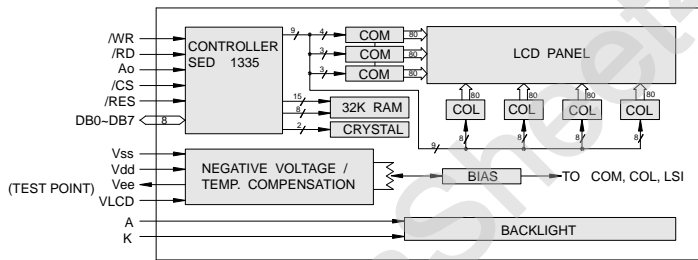 /WR
/RD
Ao
/CS
/RES
DB0~DB7
8
CONTROLLER
SED 1335
9
4
COM
80
3
COM
80
3
COM
80
LCD PANEL
15
8
32K RAM
2
CRYSTAL
80
80
80
80
COL
COL
COL
COL
9
8
8
8
8
Vss
Vdd
(TEST POINT) Vee
VLCD
NEGATIVE VOLTAGE /
TEMP. COMPENSATION
BIAS
TO COM, COL, LSI
A
K
BACKLIGHT